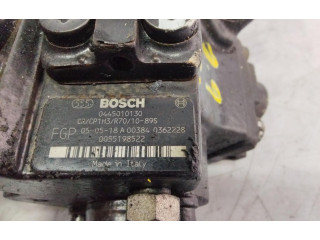 BOSCH
0445010130
CR/CP1H3/R70/10-89S
FGP 05-05-18 A 00384 0362228
0055198522
Made in Italy